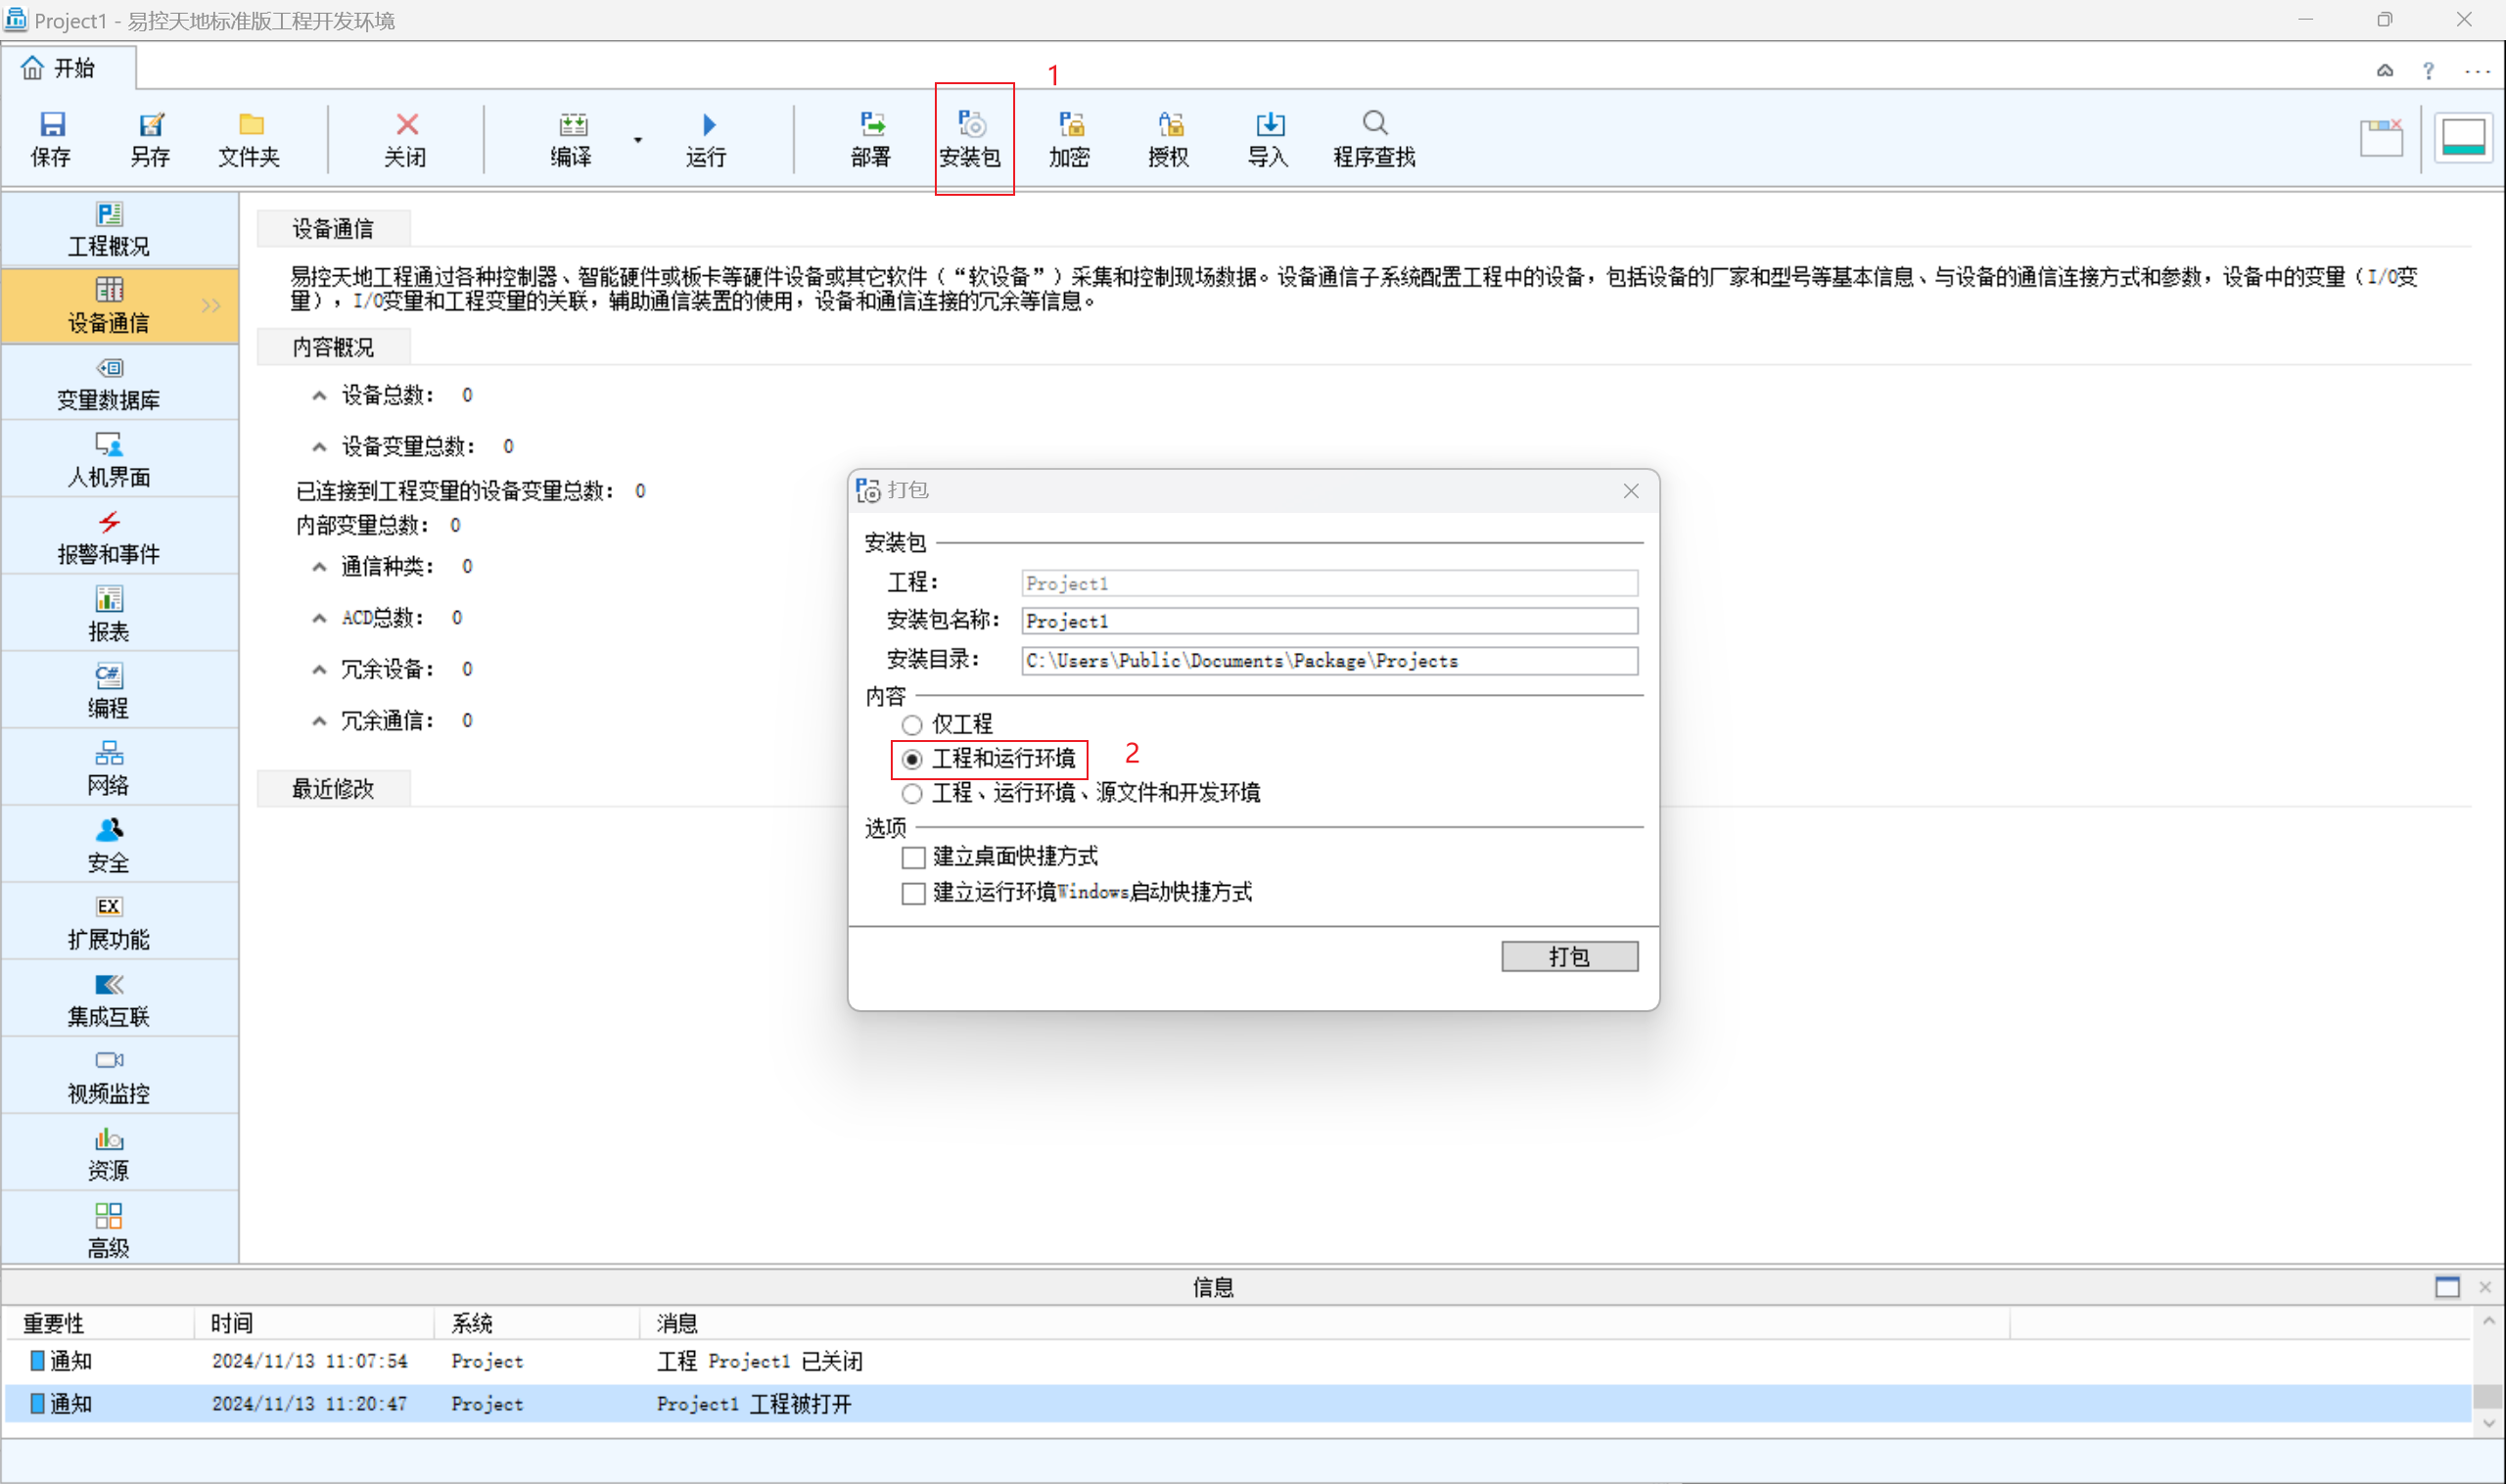 Project1 - 易控天地标准版工程开发环境
开始
1
保存
另存
文件夹
关闭
编译
运行
部署
安装包
加密
授权
导入
程序查找
工程概况
设备通信
变量数据库
人机界面
报警和事件
报表
C#
编程
网络
安全
EX
扩展功能
集成互联
视频监控
资源
高级
设备通信
易控天地工程通过各种控制器、智能硬件或板卡等硬件设备或其它软件（“软设备”）采集和控制现场数据。设备通信子系统配置工程中的设备，包括设备的厂家和型号等基本信息、与设备的通信连接方式和参数，设备中的变量（I/O变
量），I/O变量和工程变量的关联，辅助通信装置的使用，设备和通信连接的冗余等信息。
内容概况
设备总数： 0
设备变量总数： 0
已连接到工程变量的设备变量总数： 0
内部变量总数： 0
通信种类： 0
ACD总数： 0
冗余设备： 0
冗余通信： 0
最近修改
打包
安装包
工程： Project1
安装包名称： Project1
安装目录： C:\Users\Public\Documents\Package\Projects
内容
仅工程
工程和运行环境
2
工程、运行环境、源文件和开发环境
选项
建立桌面快捷方式
建立运行环境Windows启动快捷方式
打包
信息
重要性 时间 系统 消息
通知 2024/11/13 11:07:54 Project 工程 Project1 已关闭
通知 2024/11/13 11:20:47 Project Project1 工程被打开